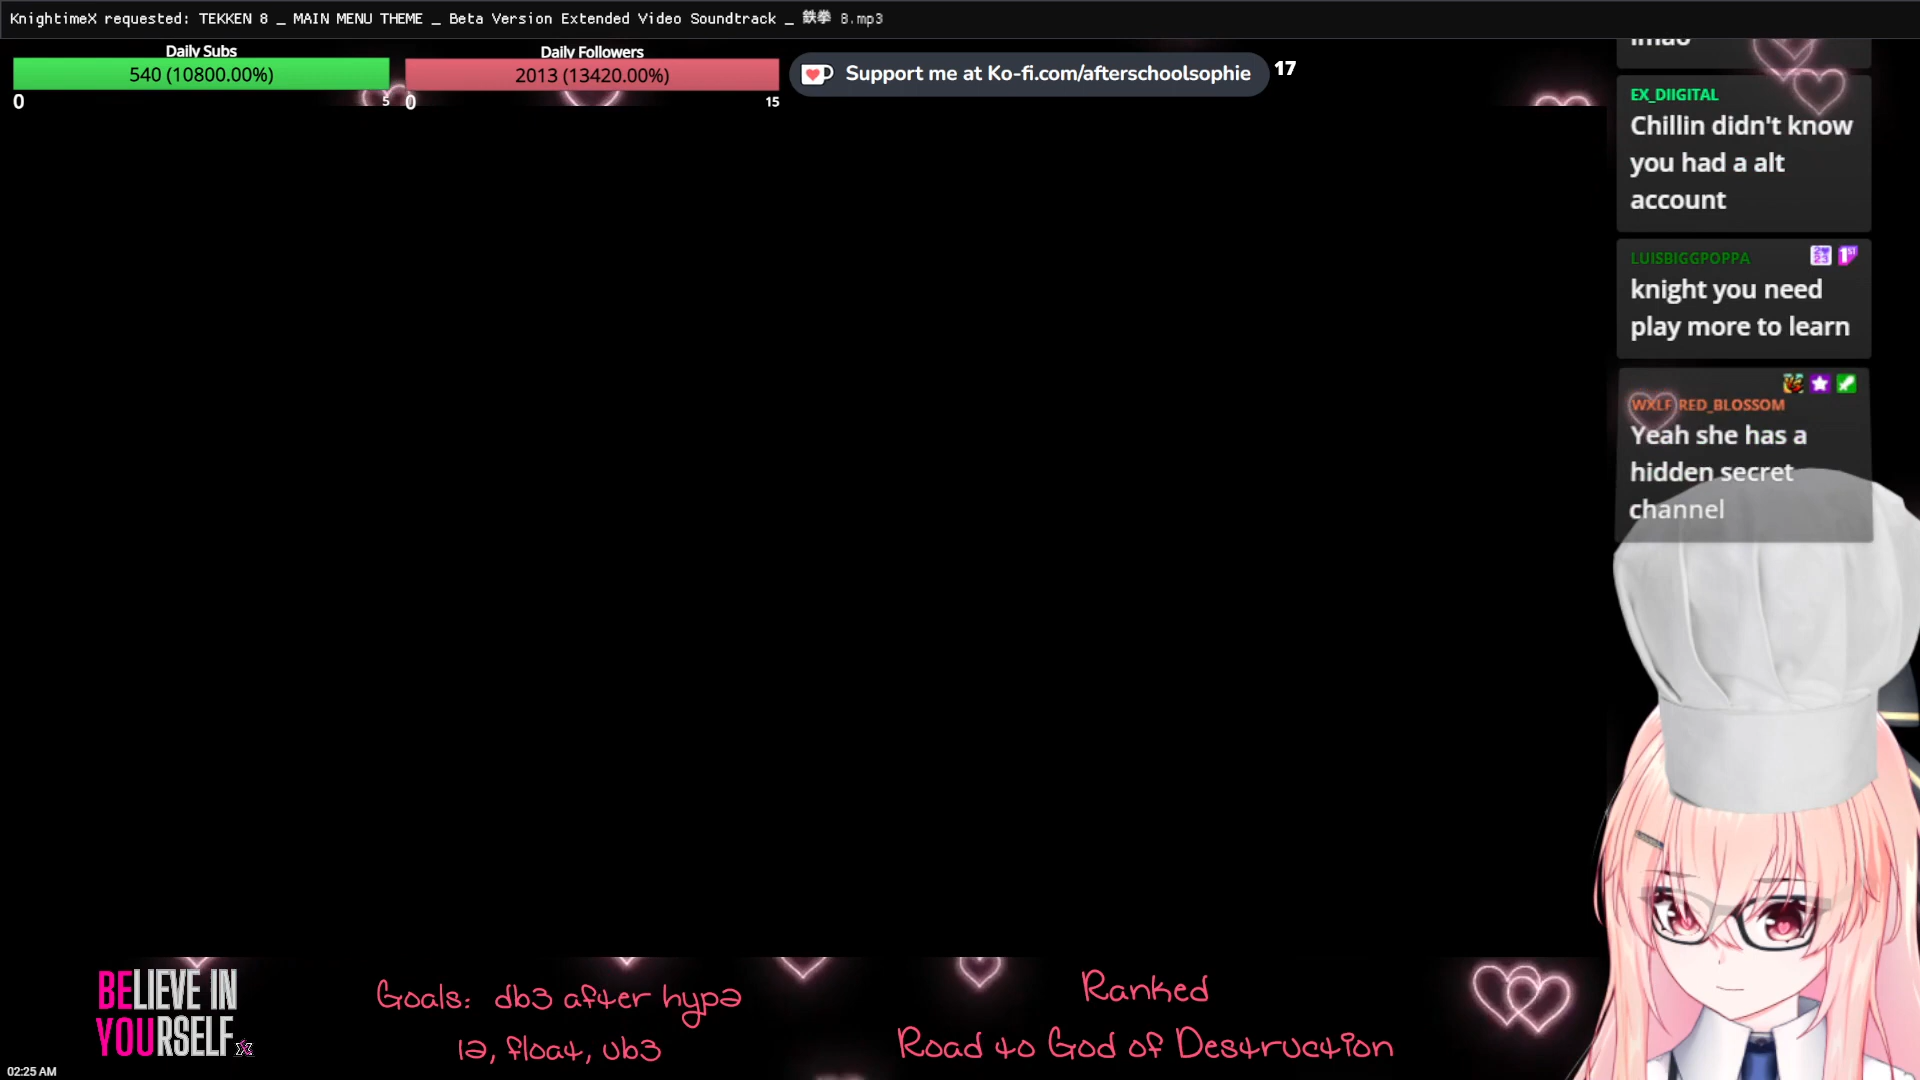 KnightimeX requested: TEKKEN 8 _ MAIN MENU THEME _ Beta Version Extended Video Soundtrack _ 鉄拳 8.mp3
Daily Subs
540 (10800.00%)
0
5
Daily Followers
2013 (13420.00%)
0
15
Support me at Ko-fi.com/afterschoolsophie
17
lmao
EX_DIIGITAL
Chillin didn't know
you had a alt
account
LUISBIGGPOPPA
knight you need
play more to learn
WXLF RED_BLOSSOM
Yeah she has a
hidden secret
channel
BELIEVE IN
YOURSELF
Goals: db3 after hypa
1a, float, ub3
Ranked
Road to God of Destruction
02:25 AM